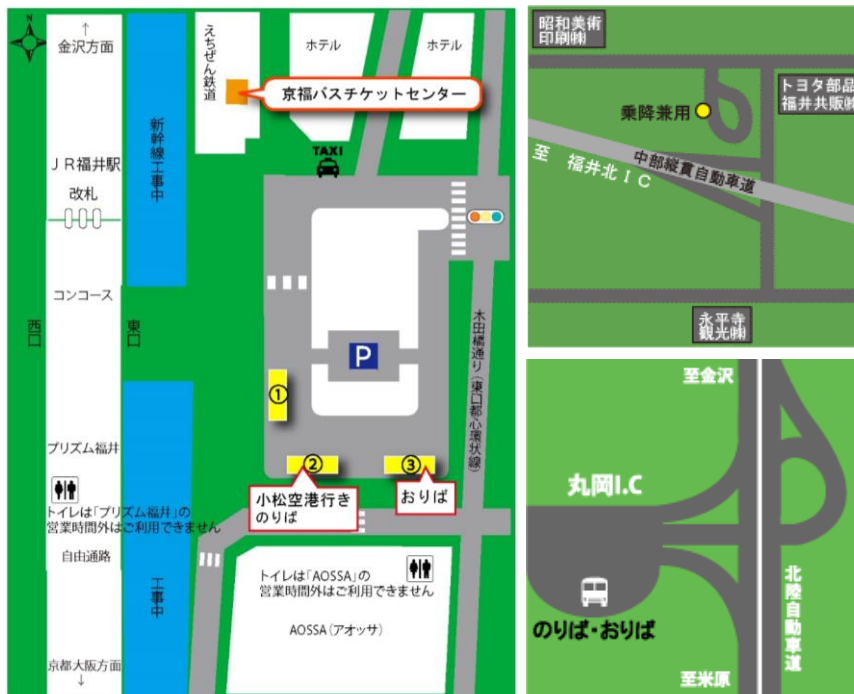 N
↑
金沢方面
えちぜん
鉄道
ホテル
ホテル
京福バスチケットセンター
新幹線工事中
JR福井駅
改札
TAXI
コンコース
西口
東口
P
木田橋通り(東口都心環状線)
①
②
③
小松空港行き
のりば
おりば
プリズム福井
トイレは「プリズム福井」の
営業時間外はご利用できません
自由通路
工事中
トイレは「AOSSA」の
営業時間外はご利用できません
AOSSA(アオッサ)
京都大阪方面
↓
昭和美術
印刷㈱
トヨタ部品
福井共販㈱
乗降兼用
中部縦貫自動車道
至 福井北IC
永平寺
観光㈱
至金沢
丸岡I.C
北陸自動車道
のりば・おりば
至米原